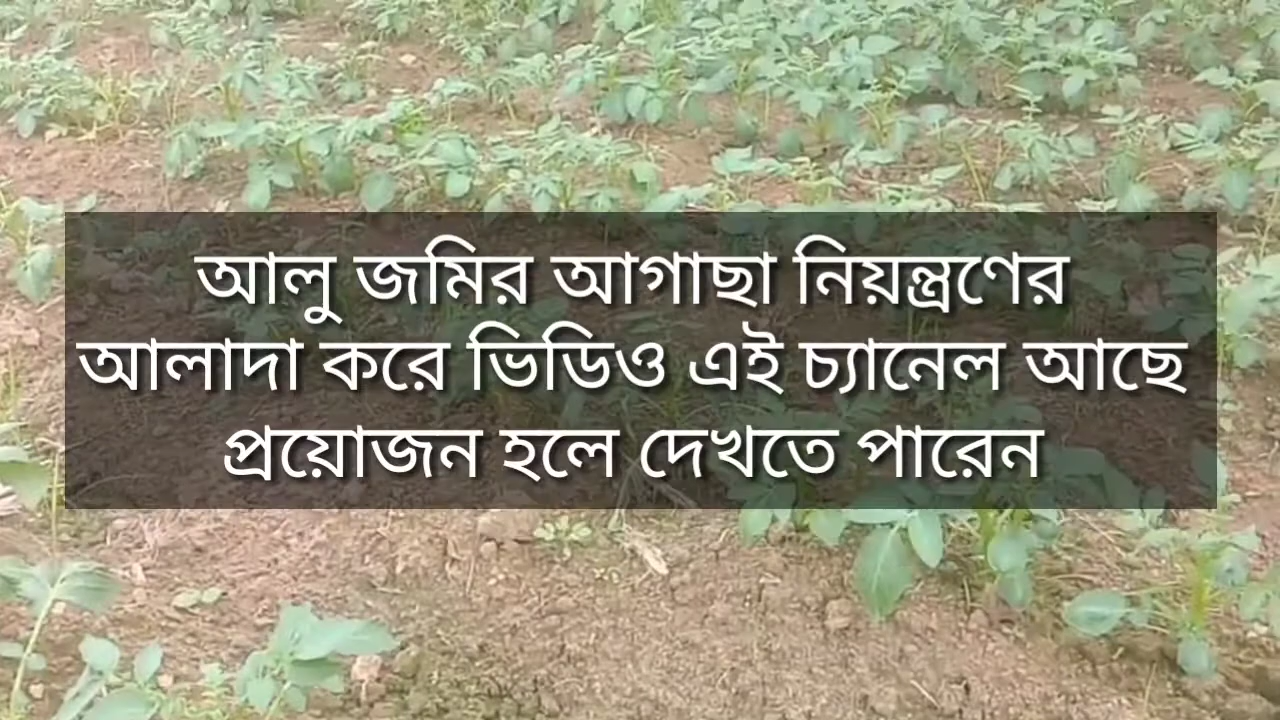 আলু জমির আগাছা নিয়ন্ত্রণের
আলাদা করে ভিডিও এই চ্যানেল আছে
প্রয়োজন হলে দেখতে পারেন